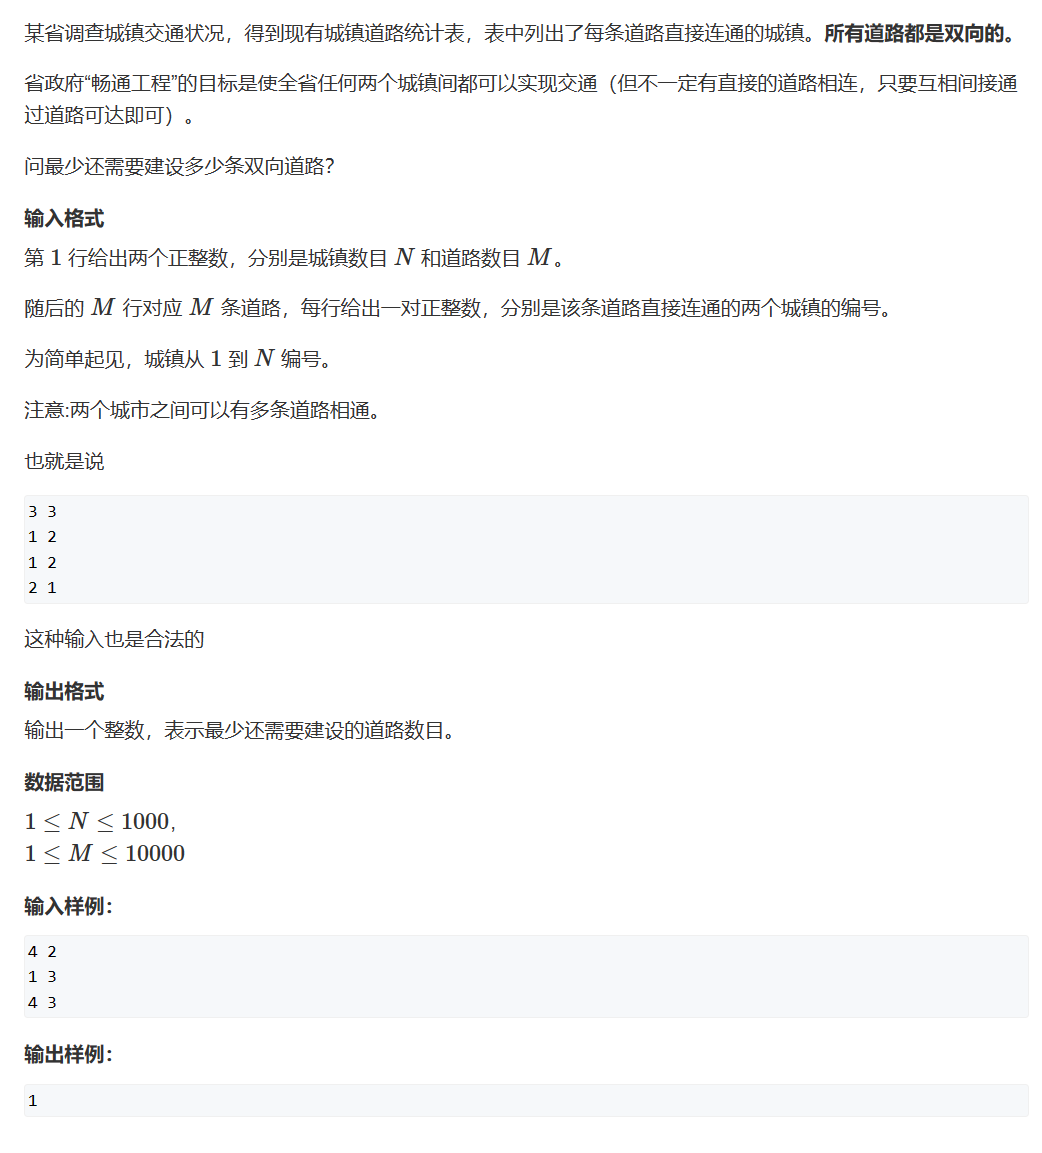 某省调查城镇交通状况，得到现有城镇道路统计表，表中列出了每条道路直接连通的城镇。所有道路都是双向的。
省政府“畅通工程”的目标是使全省任何两个城镇间都可以实现交通（但不一定有直接的道路相连，只要互相间接通
过道路可达即可）。
问最少还需要建设多少条双向道路?
输入格式
第 1 行给出两个正整数，分别是城镇数目 N 和道路数目 M。
随后的 M 行对应 M 条道路，每行给出一对正整数，分别是该条道路直接连通的两个城镇的编号。
为简单起见，城镇从 1 到 N 编号。
注意:两个城市之间可以有多条道路相通。
也就是说
3 3
1 2
1 2
2 1
这种输入也是合法的
输出格式
输出一个整数，表示最少还需要建设的道路数目。
数据范围
1 ≤ N ≤ 1000,
1 ≤ M ≤ 10000
输入样例：
4 2
1 3
4 3
输出样例：
1